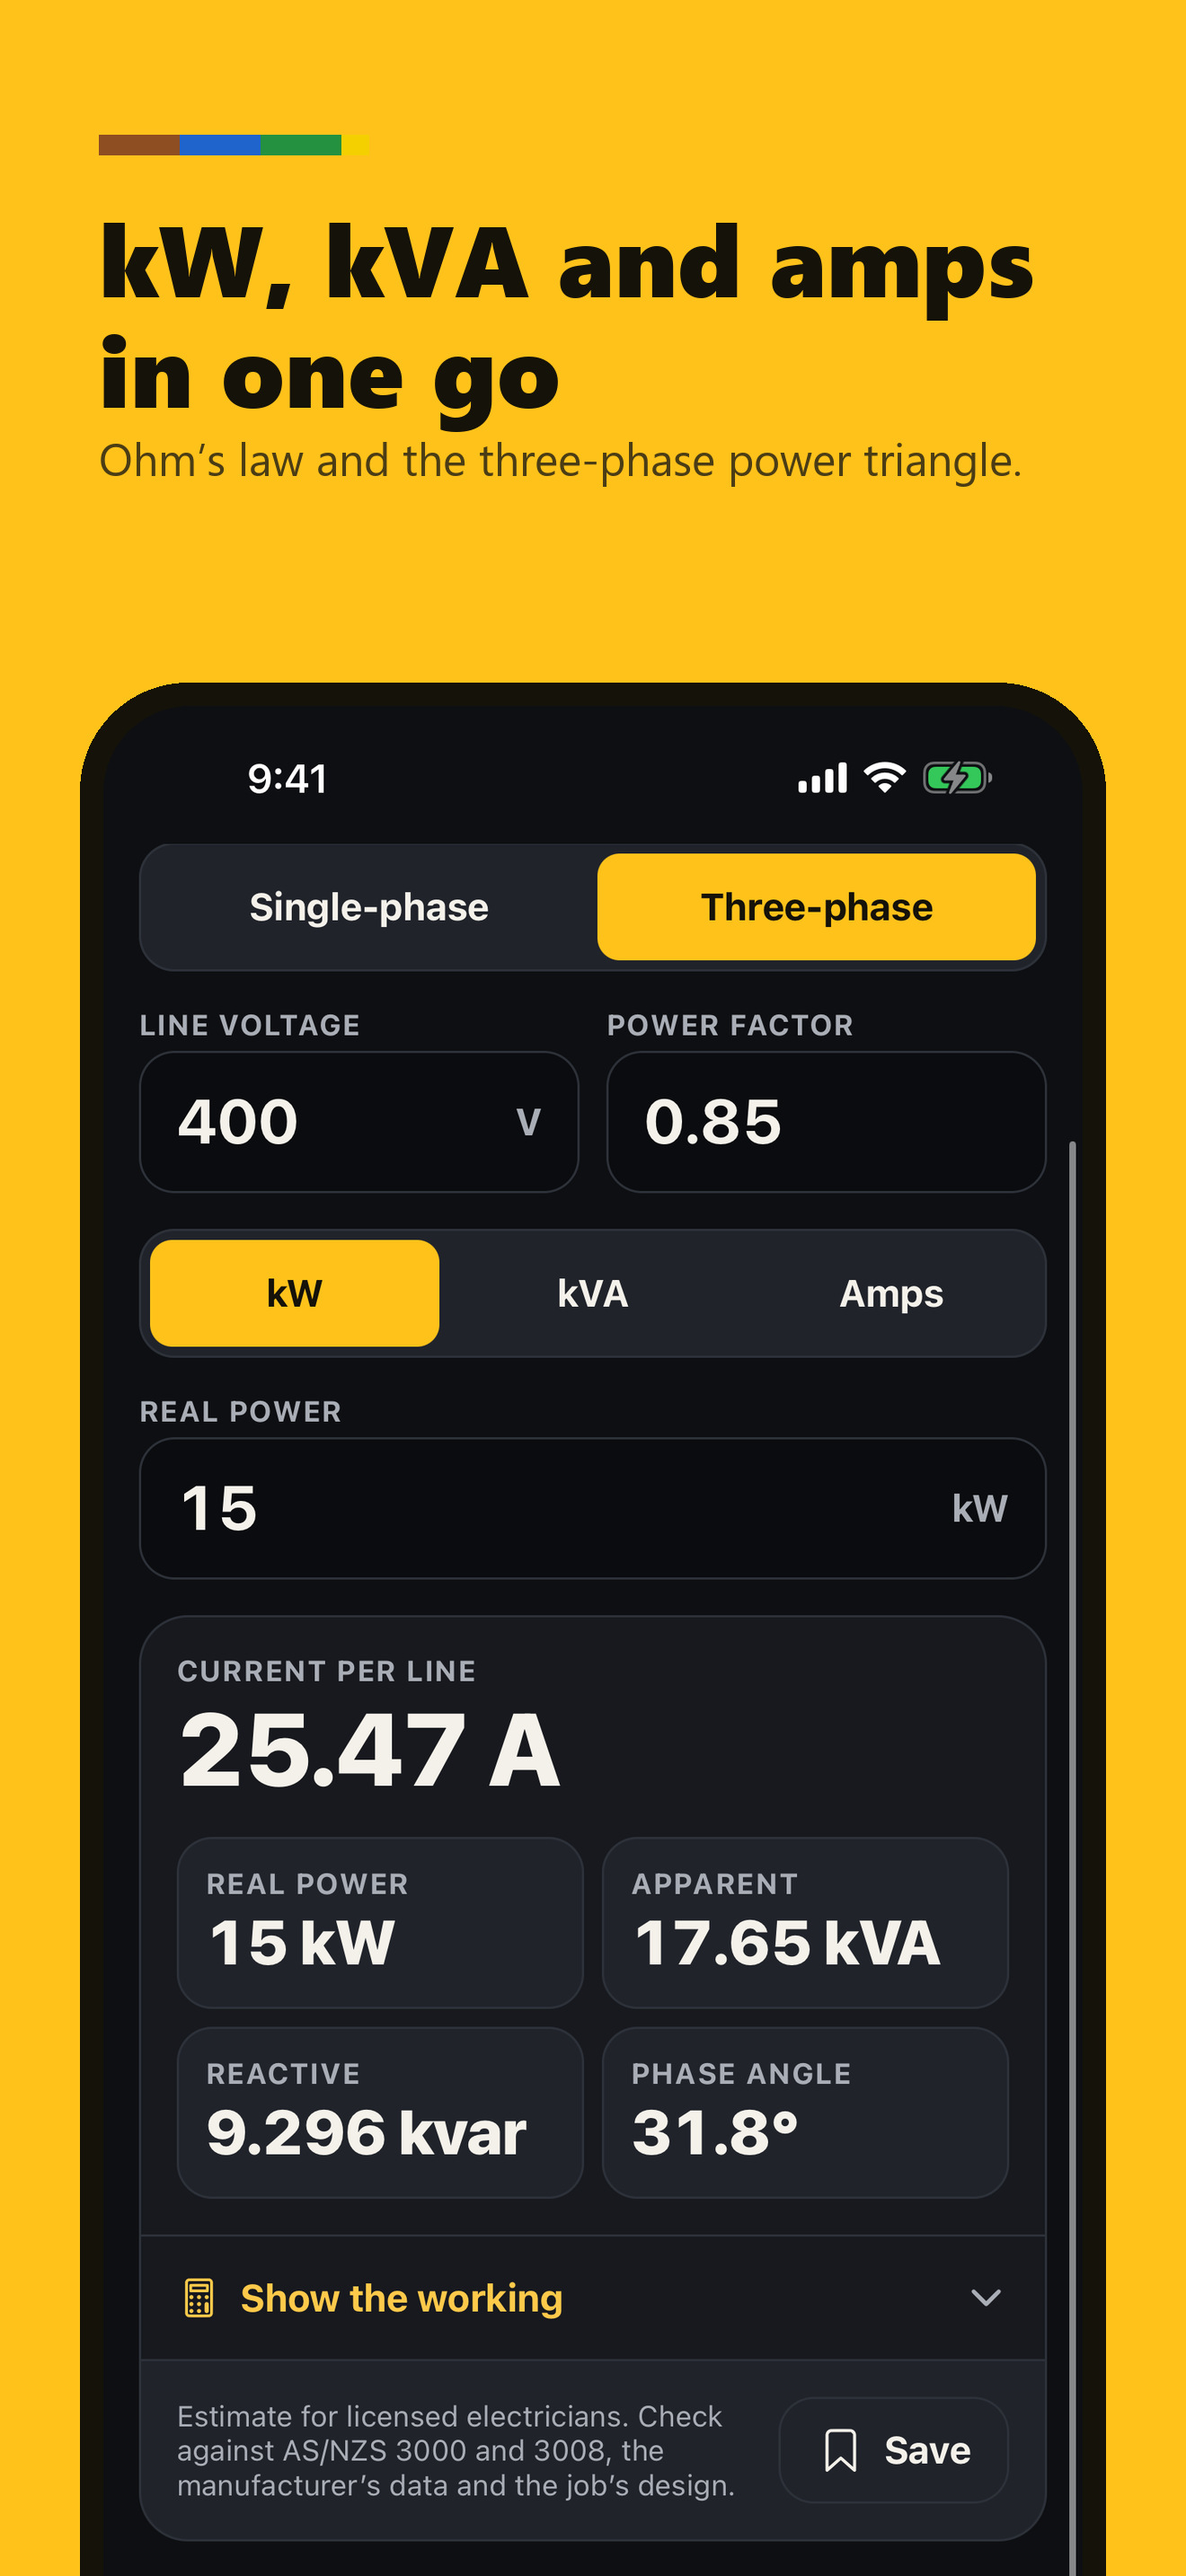 kW, kVA and amps
in one go
Ohm’s law and the three-phase power triangle.
9:41
Single-phase Three-phase
LINE VOLTAGE POWER FACTOR
400 V 0.85
kW kVA Amps
REAL POWER
15 kW
CURRENT PER LINE
25.47 A
REAL POWER APPARENT
15 kW 17.65 kVA
REACTIVE PHASE ANGLE
9.296 kvar 31.8°
Show the working
Estimate for licensed electricians. Check
against AS/NZS 3000 and 3008, the
manufacturer’s data and the job’s design.
Save